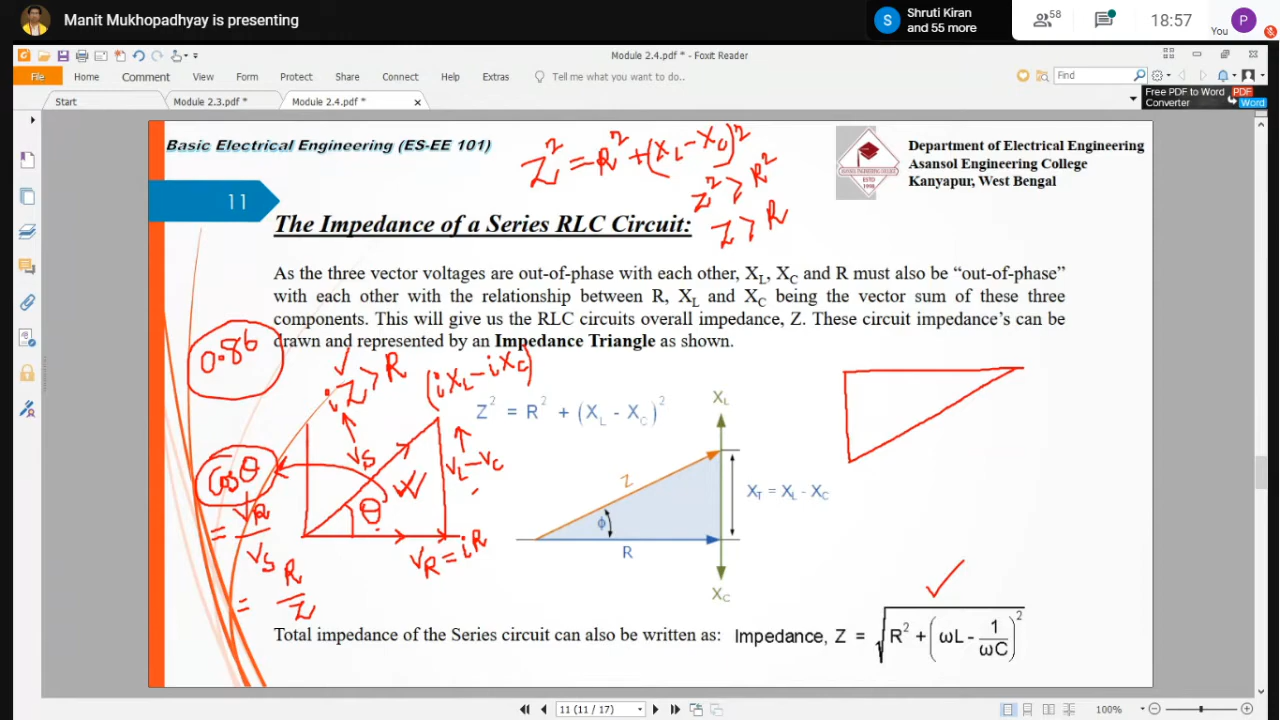 Manit Mukhopadhyay is presenting
Shruti Kiran
and 55 more
58
18:57
You
P
S
Module 2.4.pdf * - Foxit Reader
File Home Comment View Form Protect Share Connect Help Extras Tell me what you want to do.. Find
Start Module 2.3.pdf * Module 2.4.pdf *
Free PDF to Word
Converter
PDF
Word
Basic Electrical Engineering (ES-EE 101)
Z² = R² + (XL - XC)²
Z² ≥ R²
Z ≥ R
Department of Electrical Engineering
Asansol Engineering College
Kanyapur, West Bengal
11
The Impedance of a Series RLC Circuit:
As the three vector voltages are out-of-phase with each other, XL, XC and R must also be “out-of-phase”
with each other with the relationship between R, XL and XC being the vector sum of these three
components. This will give us the RLC circuits overall impedance, Z. These circuit impedance’s can be
drawn and represented by an Impedance Triangle as shown.
0.86
iZ > R
(iXL - iXC)
Z² = R² + (XL - XC)²
XL
VS
VL - VC
Z
XT = XL - XC
cosθ
θ
ϕ
= VR/VS
VR = iR
R
= R/Z
XC
Total impedance of the Series circuit can also be written as: Impedance, Z = √(R² + (ωL - 1/ωC)²)
11 (11 / 17)
100%